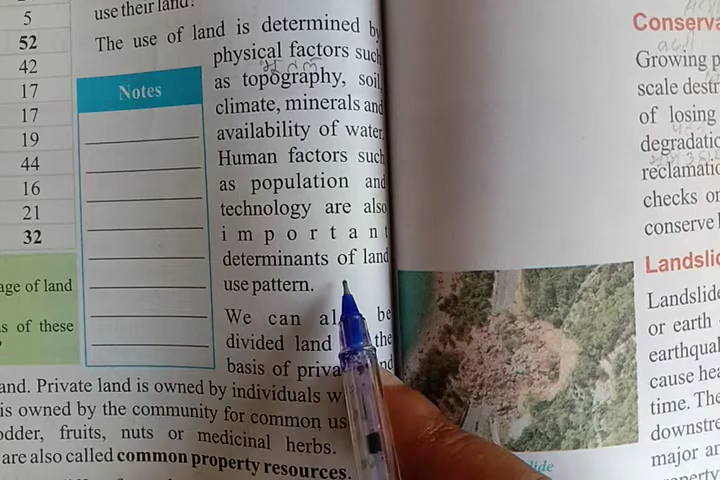 5
52
42
17
17
19
44
16
21
32
age of land
s of these
?
use their land?
The use of land is determined by
physical factors such
as topography, soil,
climate, minerals and
availability of water.
Human factors such
as population and
technology are also
important
determinants of land
use pattern.
Notes
We can al be
divided land the
basis of priva nd
and. Private land is owned by individuals w
is owned by the community for common us
odder, fruits, nuts or medicinal herbs.
are also called common property resources.
Conserva
Growing p
scale destr
of losing
degradatio
reclamatio
checks o
conserve l
Landslid
Landslide
or earth
earthqual
cause hea
time. The
downstre
major an
operty
lide